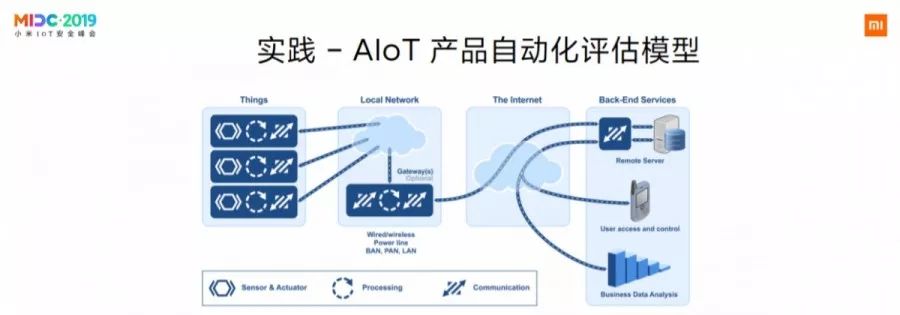 MIDC·2019
小米IoT安全峰会
实践 – AIoT 产品自动化评估模型
Things
Local Network
The Internet
Back-End Services
Gateway(s)
Optional
Remote Server
Wired/wireless
Power line
BAN, PAN, LAN
User access and control
Business Data Analysis
Sensor & Actuator
Processing
Communication